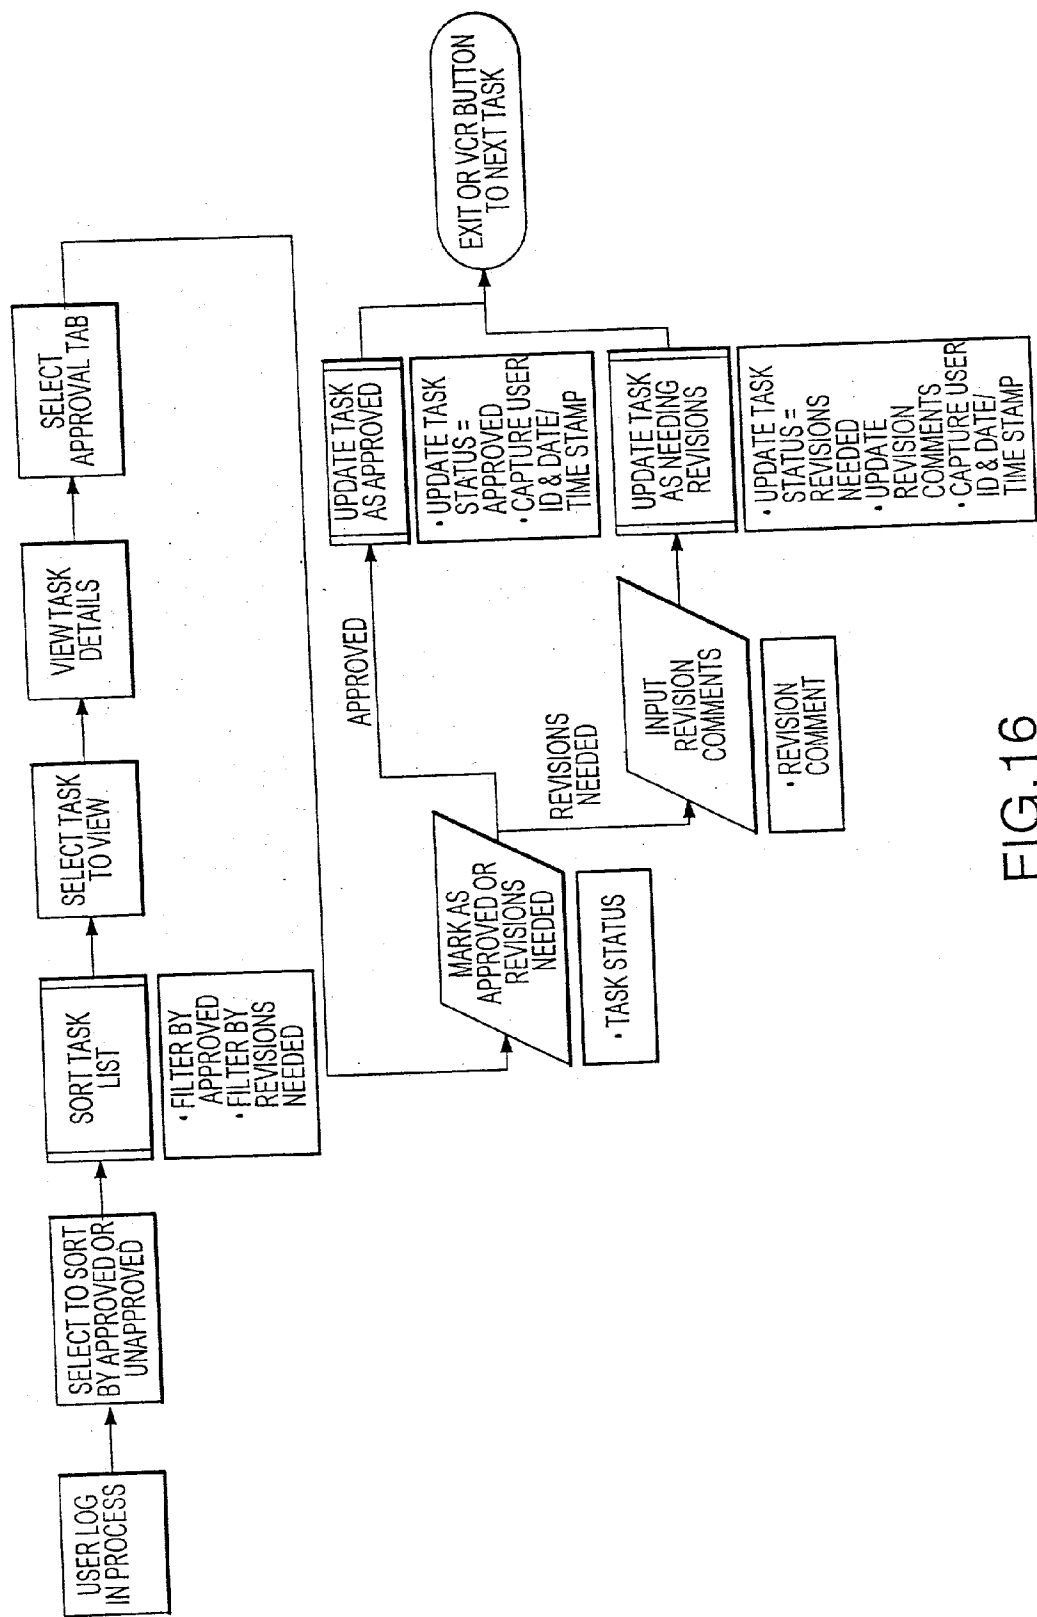 USER LOG
IN PROCESS
SELECT TO SORT
BY APPROVED OR
UNAPPROVED
SORT TASK
LIST
• FILTER BY
APPROVED
• FILTER BY
REVISIONS
NEEDED
SELECT TASK
TO VIEW
VIEW TASK
DETAILS
SELECT
APPROVAL TAB
MARK AS
APPROVED OR
REVISIONS
NEEDED
• TASK STATUS
APPROVED
REVISIONS
NEEDED
UPDATE TASK
AS APPROVED
• UPDATE TASK
STATUS =
APPROVED
• CAPTURE USER
ID & DATE/
TIME STAMP
INPUT
REVISION
COMMENTS
• REVISION
COMMENT
UPDATE TASK
AS NEEDING
REVISIONS
• UPDATE TASK
STATUS =
REVISIONS
NEEDED
• UPDATE
REVISION
COMMENTS
• CAPTURE USER
ID & DATE/
TIME STAMP
EXIT OR VCR BUTTON
TO NEXT TASK
FIG.16